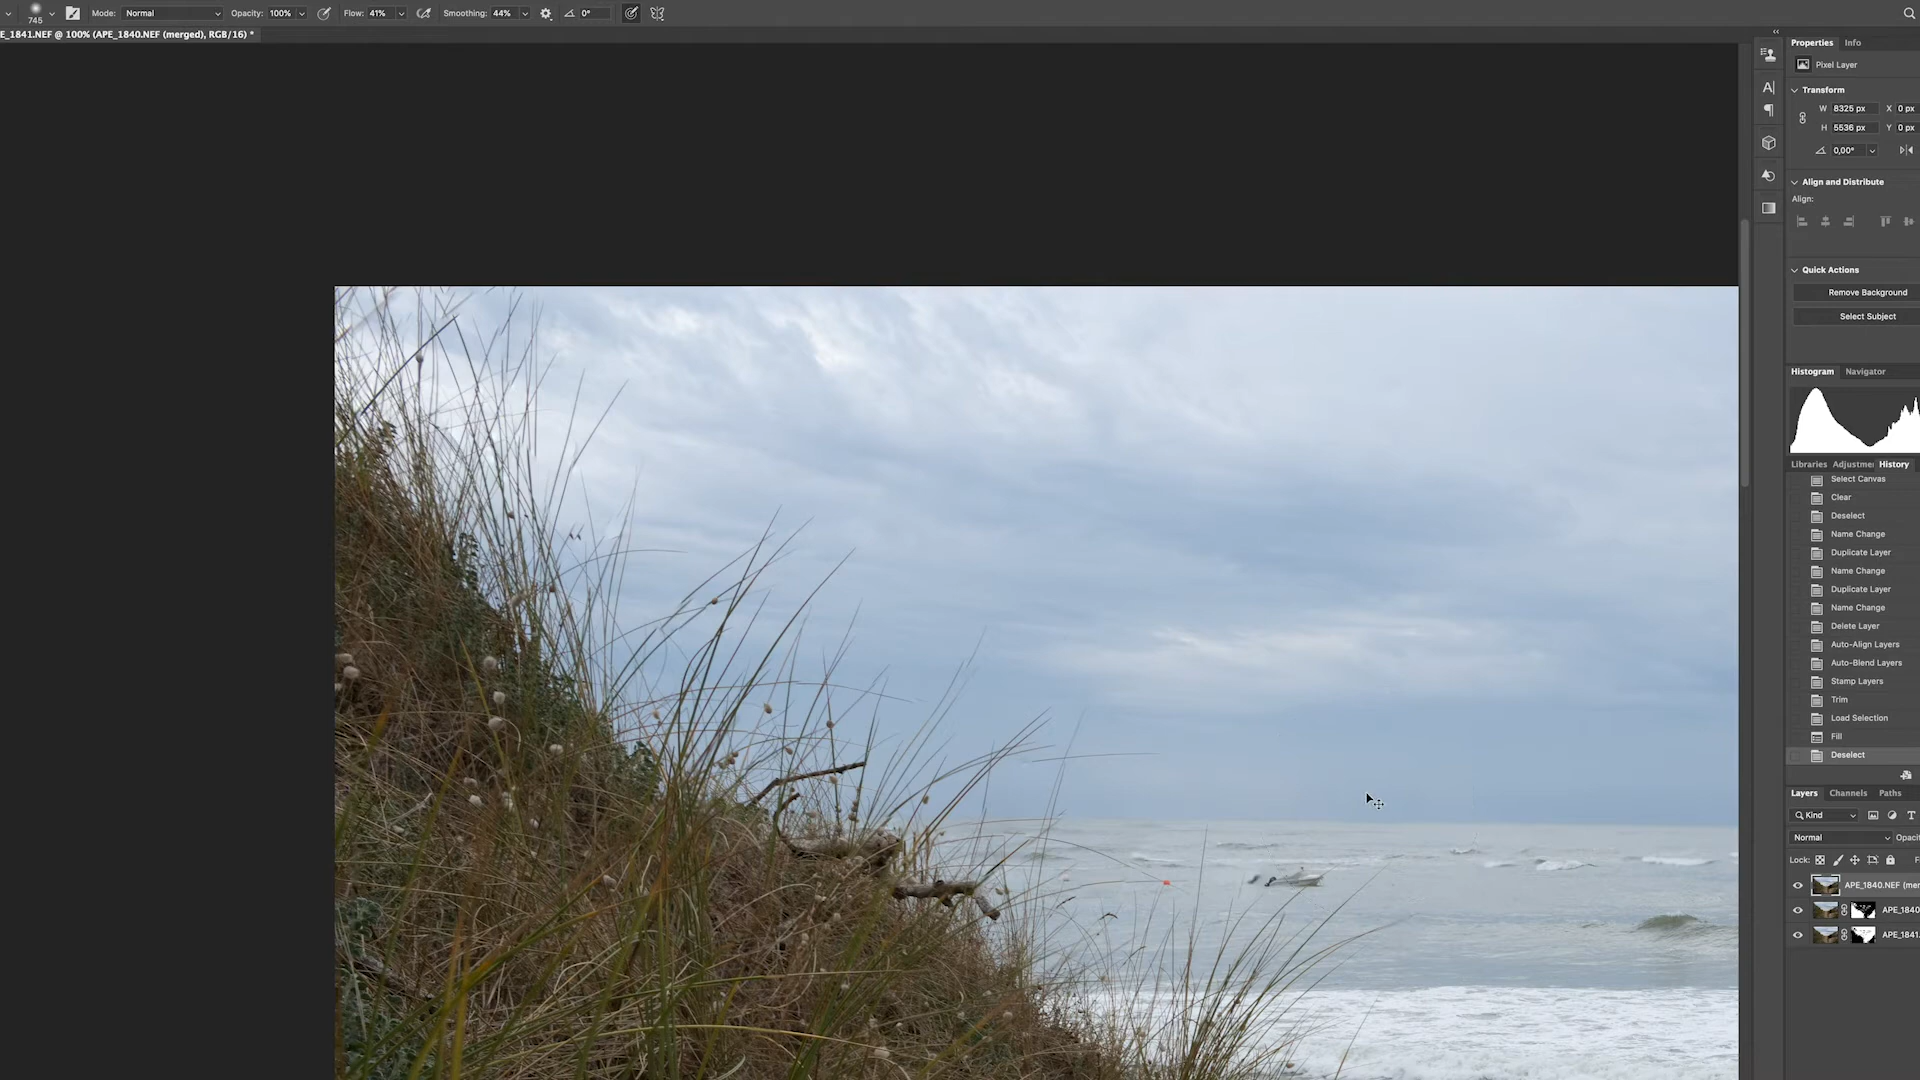 745 Mode: Normal Opacity: 100% Flow: 41% Smoothing: 44% 0°
E_1841.NEF @ 100% (APE_1840.NEF (merged), RGB/16) *
Properties Info
Pixel Layer
Transform
W 8325 px X 0 px
H 5536 px Y 0 px
0,00°
Align and Distribute
Align:
Quick Actions
Remove Background
Select Subject
Histogram Navigator
Libraries Adjustmen History
Select Canvas
Clear
Deselect
Name Change
Duplicate Layer
Name Change
Duplicate Layer
Name Change
Delete Layer
Auto-Align Layers
Auto-Blend Layers
Stamp Layers
Trim
Load Selection
Fill
Deselect
Layers Channels Paths
Kind
Normal Opacit
Lock: F
APE_1840.NEF (mer
APE_1840
APE_1841.